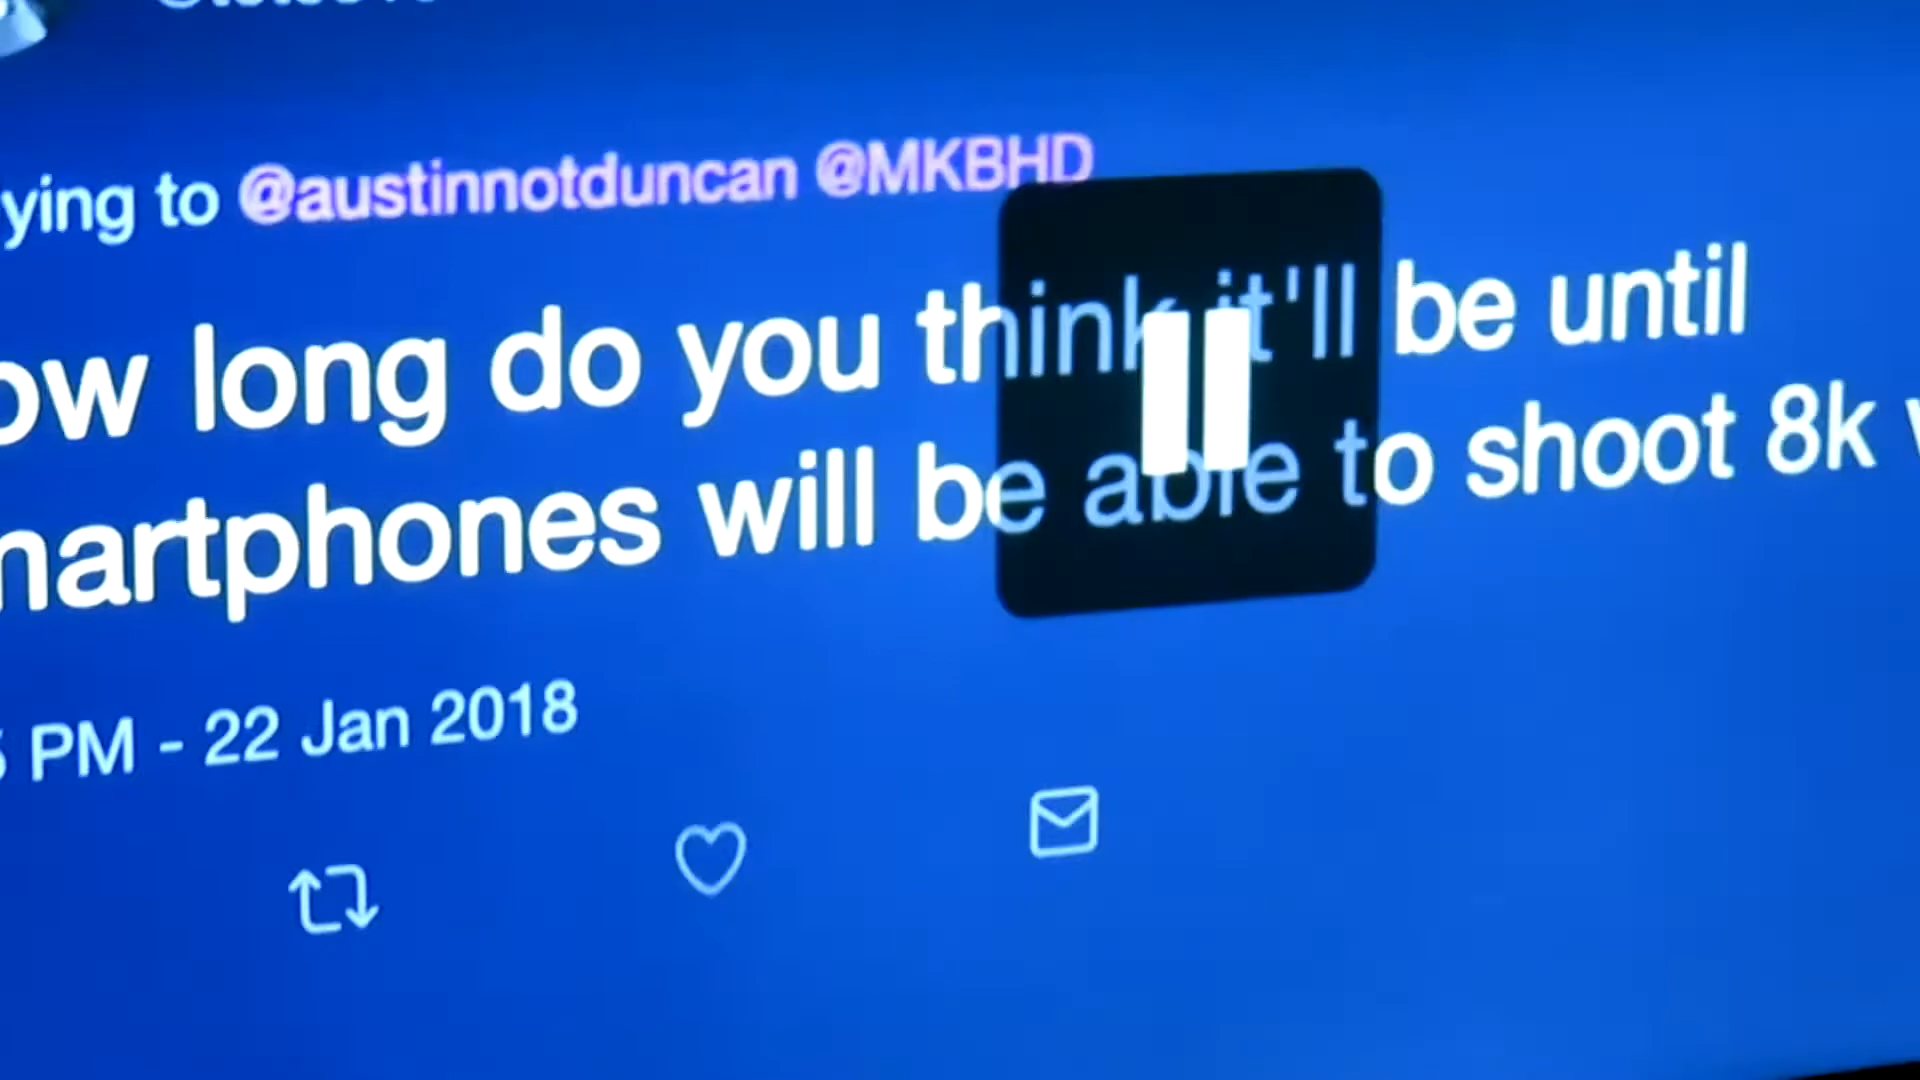 ying to @austinnotduncan @MKBHD
ow long do you think it'll be until
martphones will be able to shoot 8k
PM - 22 Jan 2018